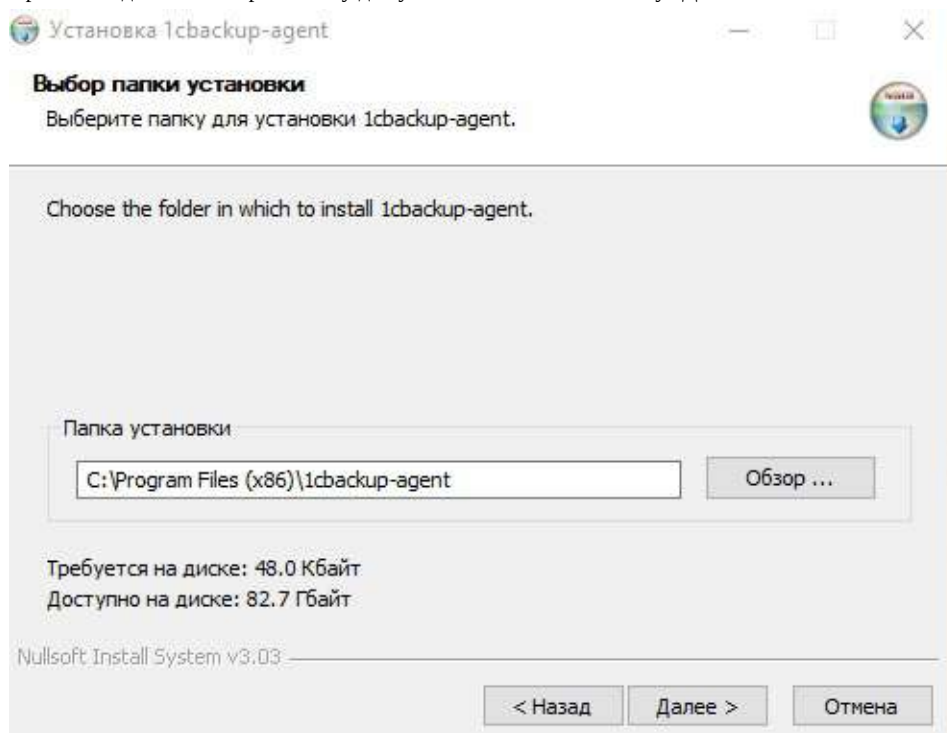 Установка 1cbackup-agent
Выбор папки установки
Выберите папку для установки 1cbackup-agent.
Choose the folder in which to install 1cbackup-agent.
Папка установки
C:\Program Files (x86)\1cbackup-agent
Обзор ...
Требуется на диске: 48.0 Кбайт
Доступно на диске: 82.7 Гбайт
Nullsoft Install System v3.03
< Назад Далее > Отмена